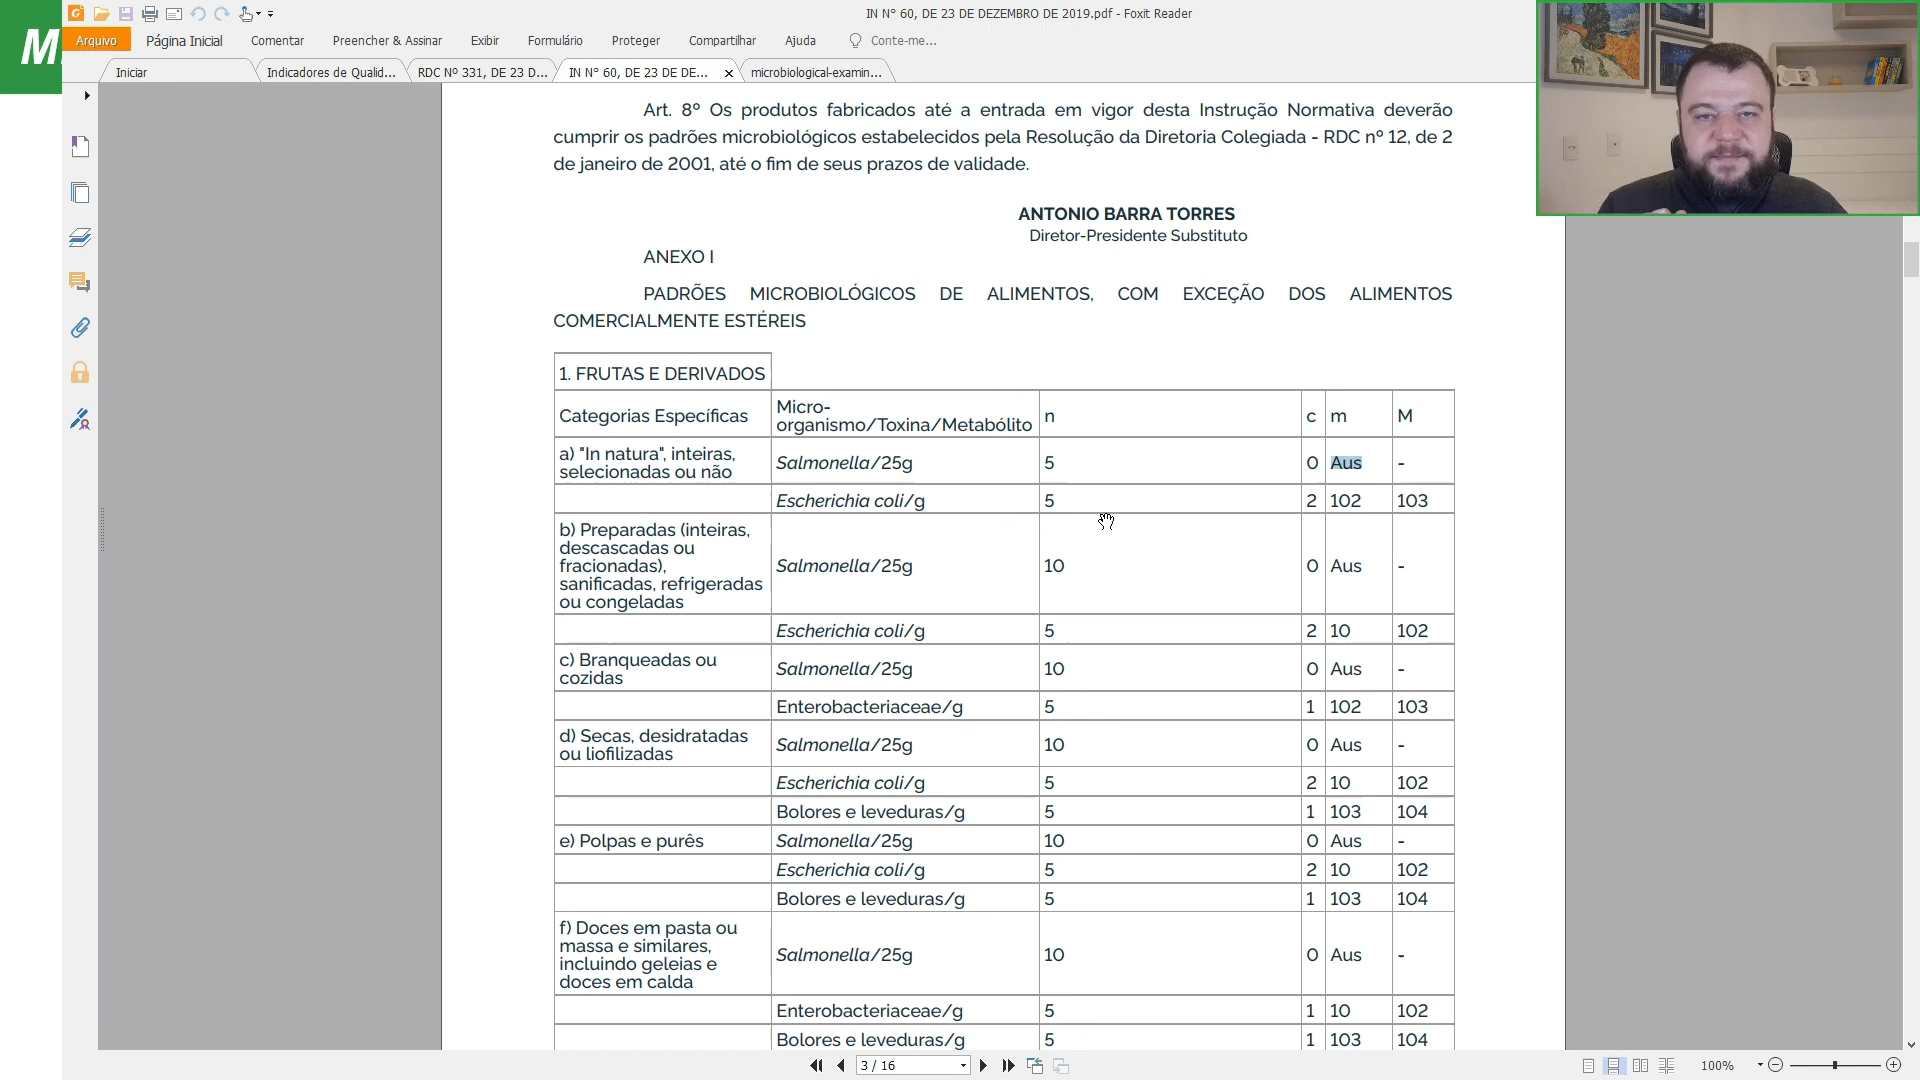 M
IN Nº 60, DE 23 DE DEZEMBRO DE 2019.pdf - Foxit Reader
Arquivo Página Inicial Comentar Preencher & Assinar Exibir Formulário Proteger Compartilhar Ajuda Conte-me...
Iniciar Indicadores de Qualid... RDC Nº 331, DE 23 D... IN Nº 60, DE 23 DE DE... microbiological-examin...
Art. 8º Os produtos fabricados até a entrada em vigor desta Instrução Normativa deverão
cumprir os padrões microbiológicos estabelecidos pela Resolução da Diretoria Colegiada - RDC nº 12, de 2
de janeiro de 2001, até o fim de seus prazos de validade.
ANTONIO BARRA TORRES
Diretor-Presidente Substituto
ANEXO I
PADRÕES MICROBIOLÓGICOS DE ALIMENTOS, COM EXCEÇÃO DOS ALIMENTOS
COMERCIALMENTE ESTÉREIS
1. FRUTAS E DERIVADOS
Categorias Específicas Micro-
organismo/Toxina/Metabólito n c m M
a) "In natura", inteiras,
selecionadas ou não Salmonella/25g 5 0 Aus -
Escherichia coli/g 5 2 102 103
b) Preparadas (inteiras,
descascadas ou
fracionadas),
sanificadas, refrigeradas
ou congeladas Salmonella/25g 10 0 Aus -
Escherichia coli/g 5 2 10 102
c) Branqueadas ou
cozidas Salmonella/25g 10 0 Aus -
Enterobacteriaceae/g 5 1 102 103
d) Secas, desidratadas
ou liofilizadas Salmonella/25g 10 0 Aus -
Escherichia coli/g 5 2 10 102
Bolores e leveduras/g 5 1 103 104
e) Polpas e purês Salmonella/25g 10 0 Aus -
Escherichia coli/g 5 2 10 102
Bolores e leveduras/g 5 1 103 104
f) Doces em pasta ou
massa e similares,
incluindo geleias e
doces em calda Salmonella/25g 10 0 Aus -
Enterobacteriaceae/g 5 1 10 102
Bolores e leveduras/g 5 1 103 104
3 / 16 100%